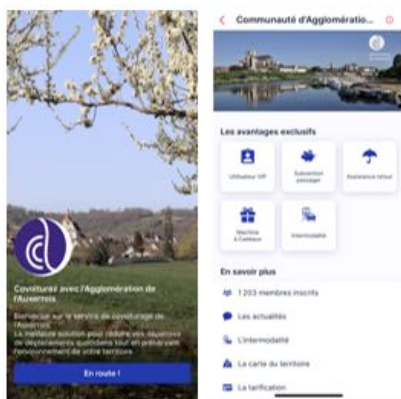 Covoiturez avec l'Agglomération de
l'Auxerrois
Bienvenue sur le service de covoiturage de
l'Auxerrois
La meilleure solution pour réduire vos dépenses
de déplacements quotidiens tout en préservant
l'environnement de votre territoire
En route !
Communauté d'Agglomératio...
Les avantages exclusifs
Utilisateur VIP
Subvention
passager
Assistance retour
Machine
à Cadeaux
Intermodalité
En savoir plus
1 203 membres inscrits
Les actualités
L'intermodalité
La carte du territoire
La tarification